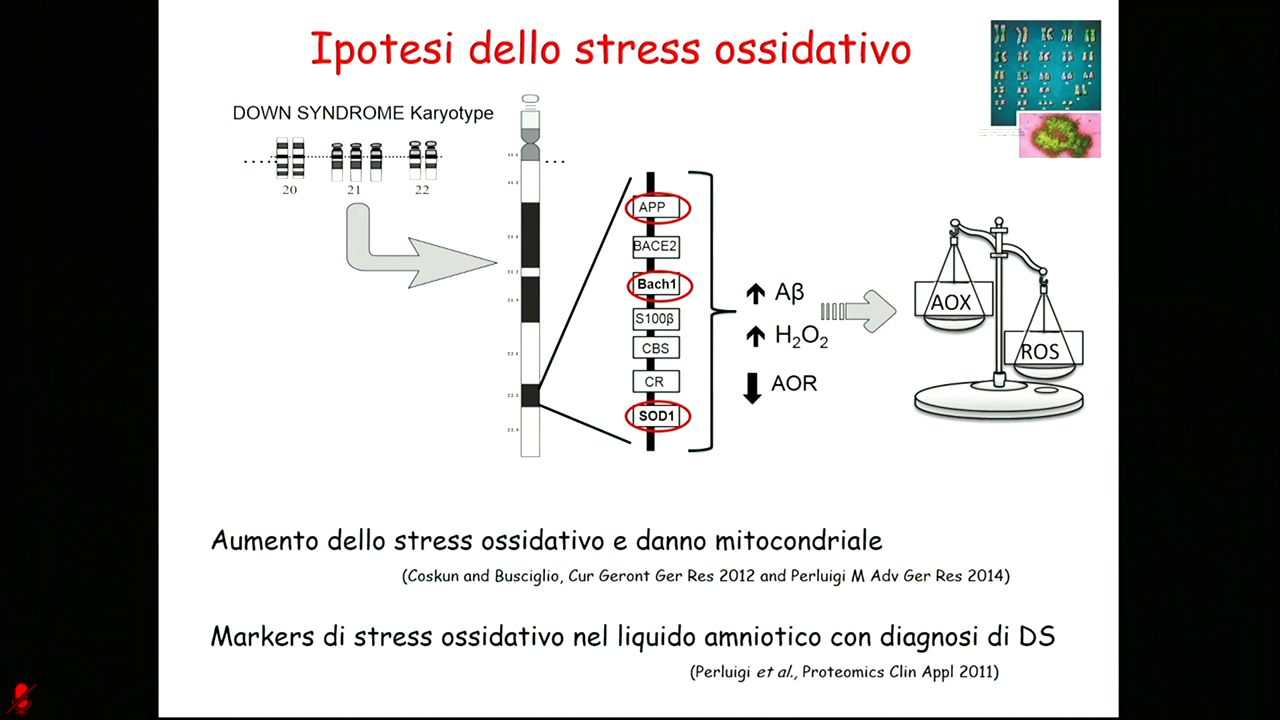 Ipotesi dello stress ossidativo
DOWN SYNDROME Karyotype
20
21
22
APP
BACE2
Bach1
S100β
CBS
CR
SOD1
Aβ
H₂O₂
AOR
AOX
ROS
Aumento dello stress ossidativo e danno mitocondriale
(Coskun and Busciglio, Cur Geront Ger Res 2012 and Perluigi M Adv Ger Res 2014)
Markers di stress ossidativo nel liquido amniotico con diagnosi di DS
(Perluigi et al., Proteomics Clin Appl 2011)